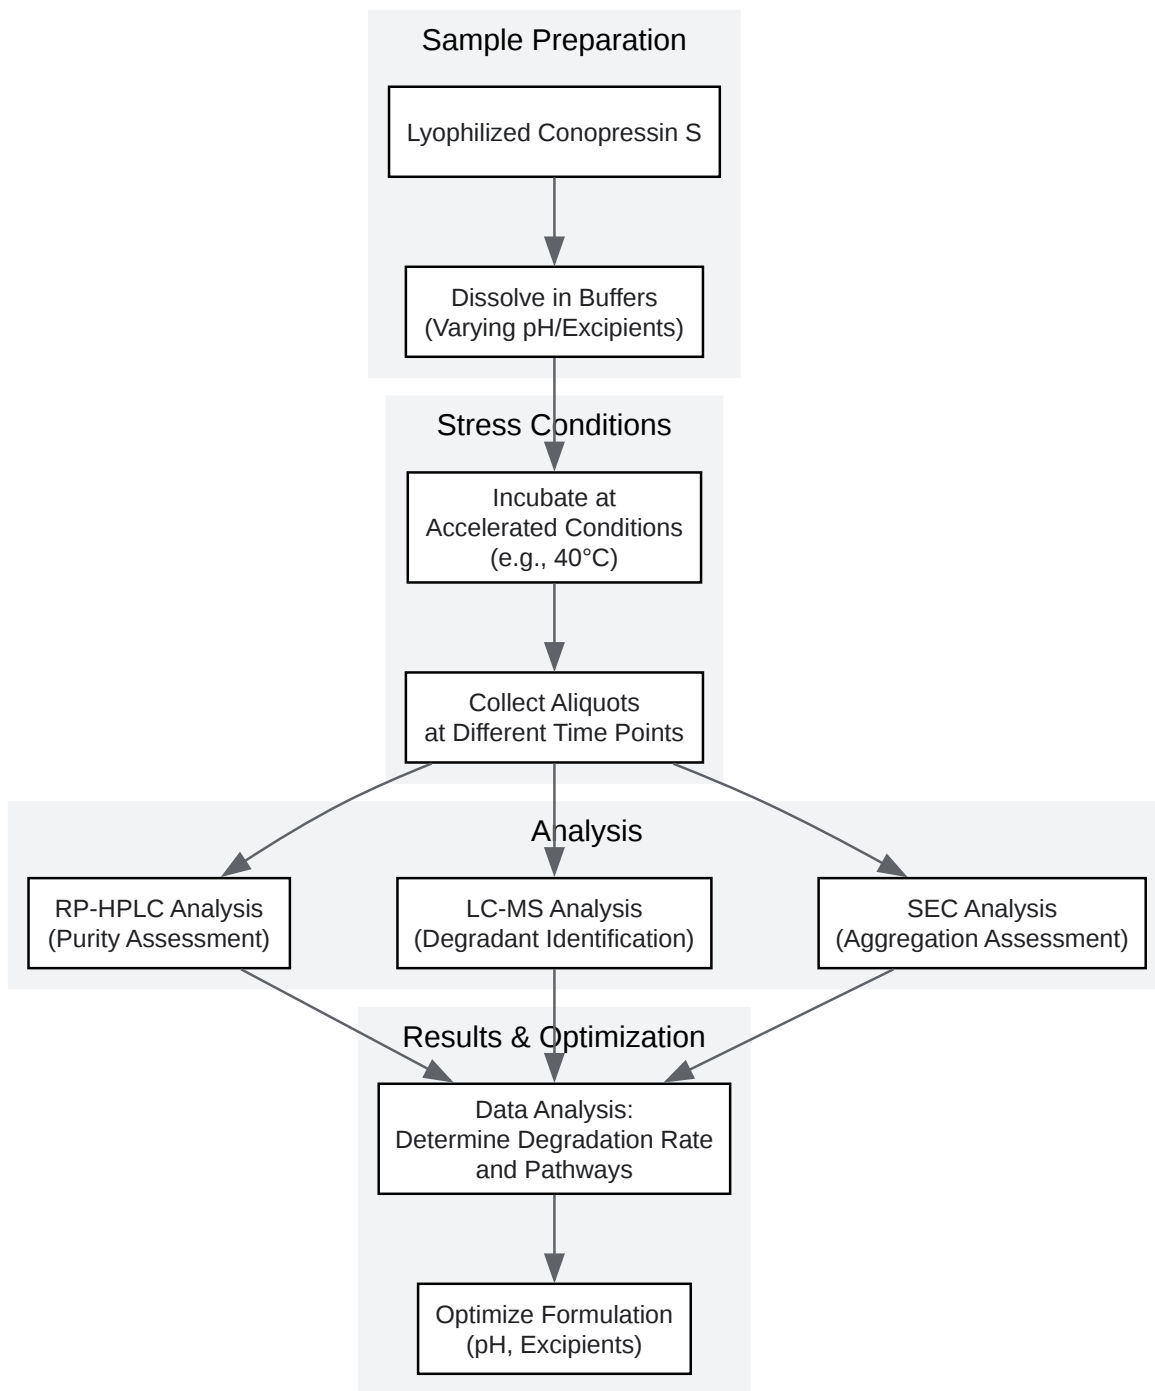 Sample Preparation
Lyophilized Conopressin S
Dissolve in Buffers
(Varying pH/Excipients)
Stress Conditions
Incubate at
Accelerated Conditions
(e.g., 40°C)
Collect Aliquots
at Different Time Points
Analysis
RP-HPLC Analysis
(Purity Assessment)
LC-MS Analysis
(Degradant Identification)
SEC Analysis
(Aggregation Assessment)
Results & Optimization
Data Analysis:
Determine Degradation Rate
and Pathways
Optimize Formulation
(pH, Excipients)